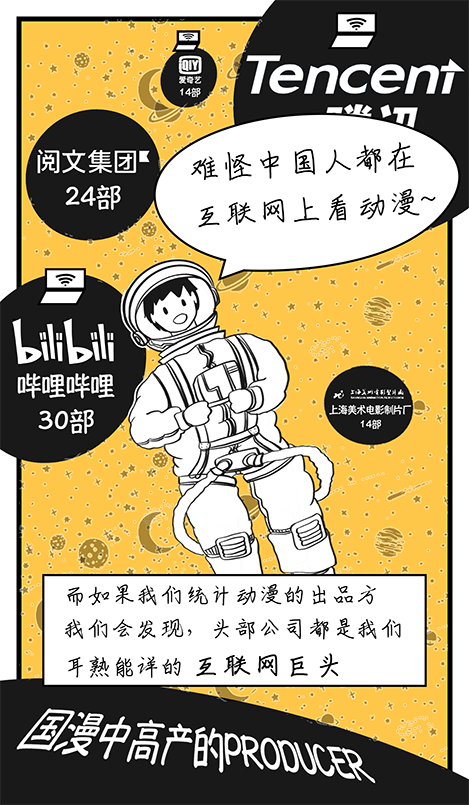 QIY
爱奇艺
14部
Tencent
腾讯
阅文集团
24部
难怪中国人都在
互联网上看动漫~
bilibili
哔哩哔哩
30部
上海美术电影制片厂
上海美术电影制片厂
14部
而如果我们统计动漫的出品方
我们会发现，头部公司都是我们
耳熟能详的 互联网巨头
国漫中高产的PRODUCER